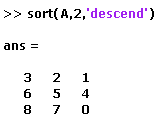 >> sort(A,2,'descend')
ans =
3 2 1
6 5 4
8 7 0